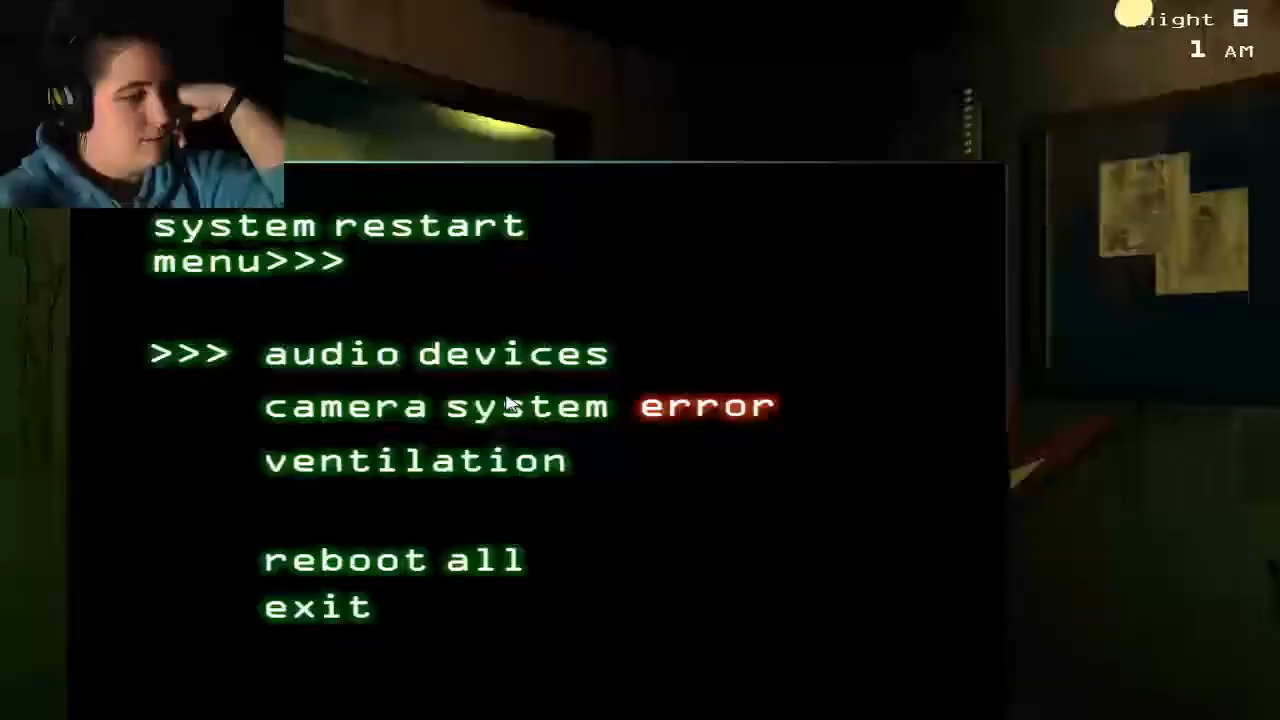 night 6
1 AM
system restart
menu>>>
>>> audio devices
camera system error
ventilation
reboot all
exit